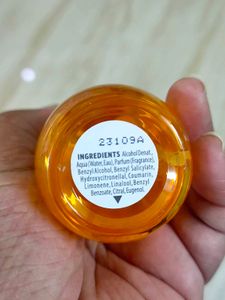 23109A
INGREDIENTS Alcohol Denat.,
Aqua (Water, Eau), Parfum (Fragrance),
Benzyl Alcohol, Benzyl Salicylate,
Hydroxycitronellal, Coumarin,
Limonene, Linalool, Benzyl
Benzoate, Citral, Eugenol.